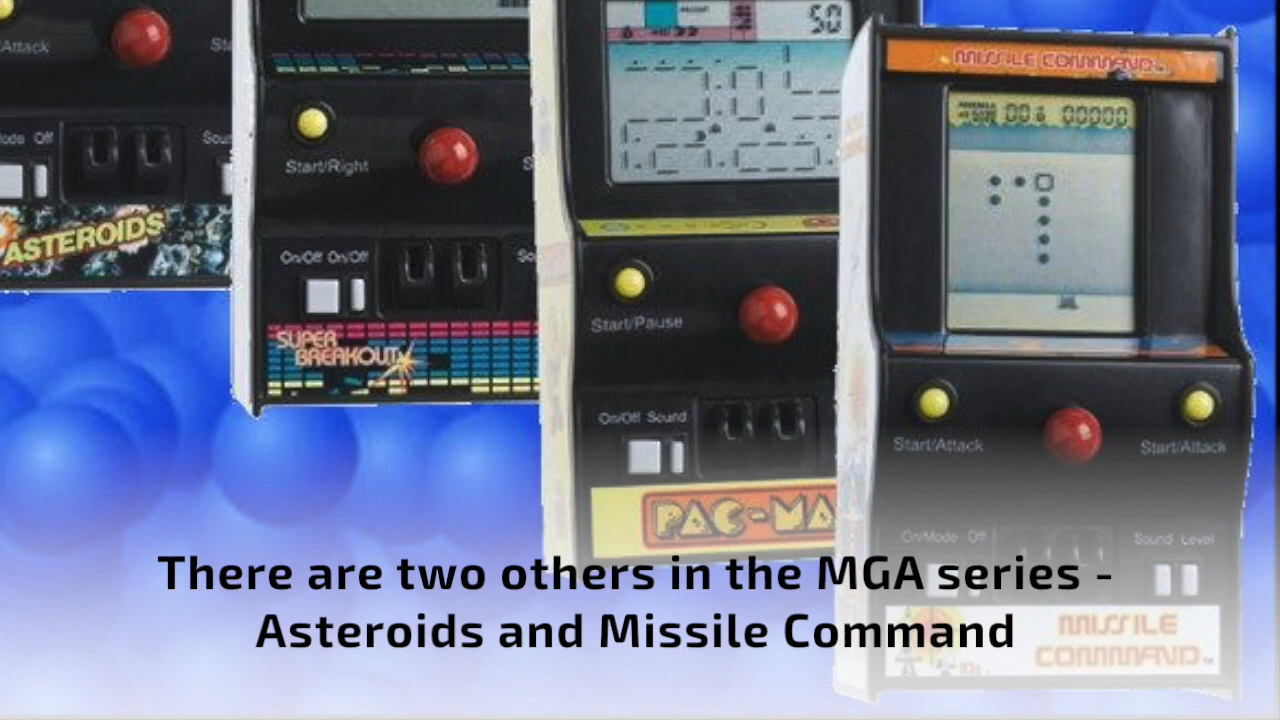 50
MISSILE COMMAND
00 6 00000
/Attack
Start/Right
Mode Off
ASTEROIDS
On/Off On/Off
Start/Pause
SUPER
BREAKOUT
On/Off Sound
Start/Attack
Start/Attack
PAC-MA
On/Mode Off
Sound Level
There are two others in the MGA series -
Asteroids and Missile Command
MISSILE
COMMAND